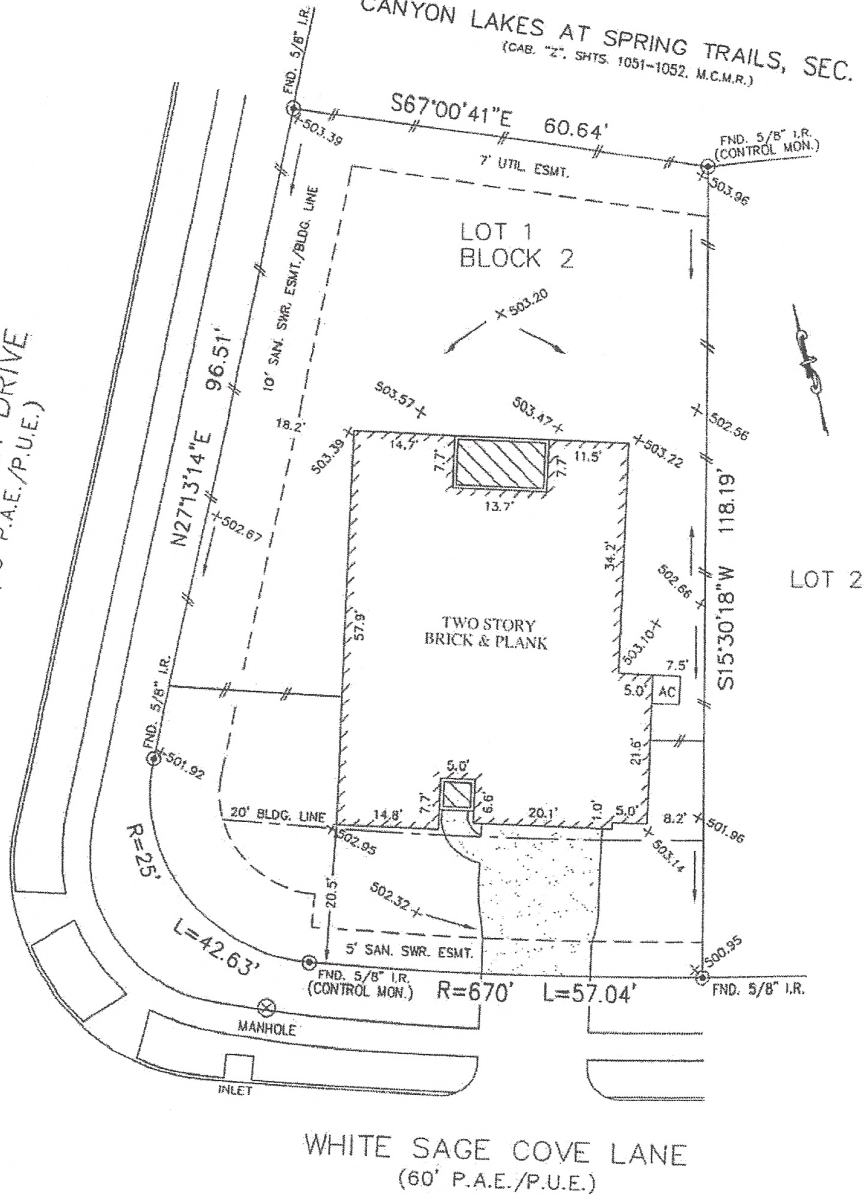 CANYON LAKES AT SPRING TRAILS, SEC.
(CAB. "Z", SHTS. 1051-1052, M.C.M.R.)
FND. 5/8" I.R.
503.39
S67°00'41"E 60.64'
FND. 5/8" I.R.
(CONTROL MON.)
7' UTIL. ESMT.
503.96
LOT 1
BLOCK 2
10' SAN. SWR. ESMT./BLDG. LINE
503.20
DRIVE
P.A.E./P.U.E.)
N27°13'14"E 96.51'
18.2'
503.57
503.47
502.56
503.39
14.7'
7.7'
7.7'
11.5'
503.22
13.7'
502.67
34.2'
S15°30'18"W 118.19'
LOT 2
502.66
57.9'
TWO STORY
BRICK & PLANK
503.10
7.5'
5.0'
AC
FND. 5/8" I.R.
501.92
21.6'
5.0'
20' BLDG. LINE
14.8'
7.7'
6.6'
20.1'
1.0'
5.0'
8.2'
501.96
502.95
503.14
R=25'
20.5'
502.32
L=42.63'
5' SAN. SWR. ESMT.
500.95
FND. 5/8" I.R.
(CONTROL MON.)
R=670' L=57.04'
FND. 5/8" I.R.
MANHOLE
INLET
WHITE SAGE COVE LANE
(60' P.A.E./P.U.E.)